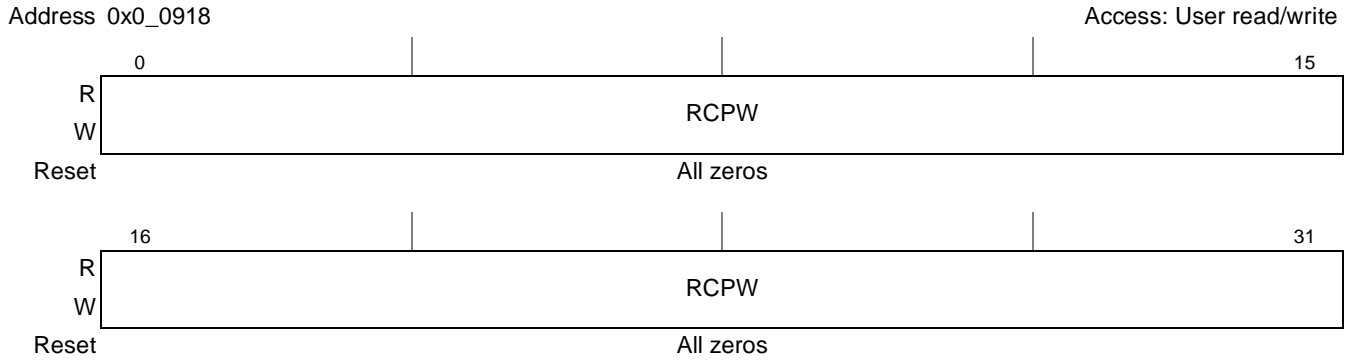 Address 0x0_0918 Access: User read/write
0 15
R
RCPW
W
Reset All zeros
16 31
R
RCPW
W
Reset All zeros